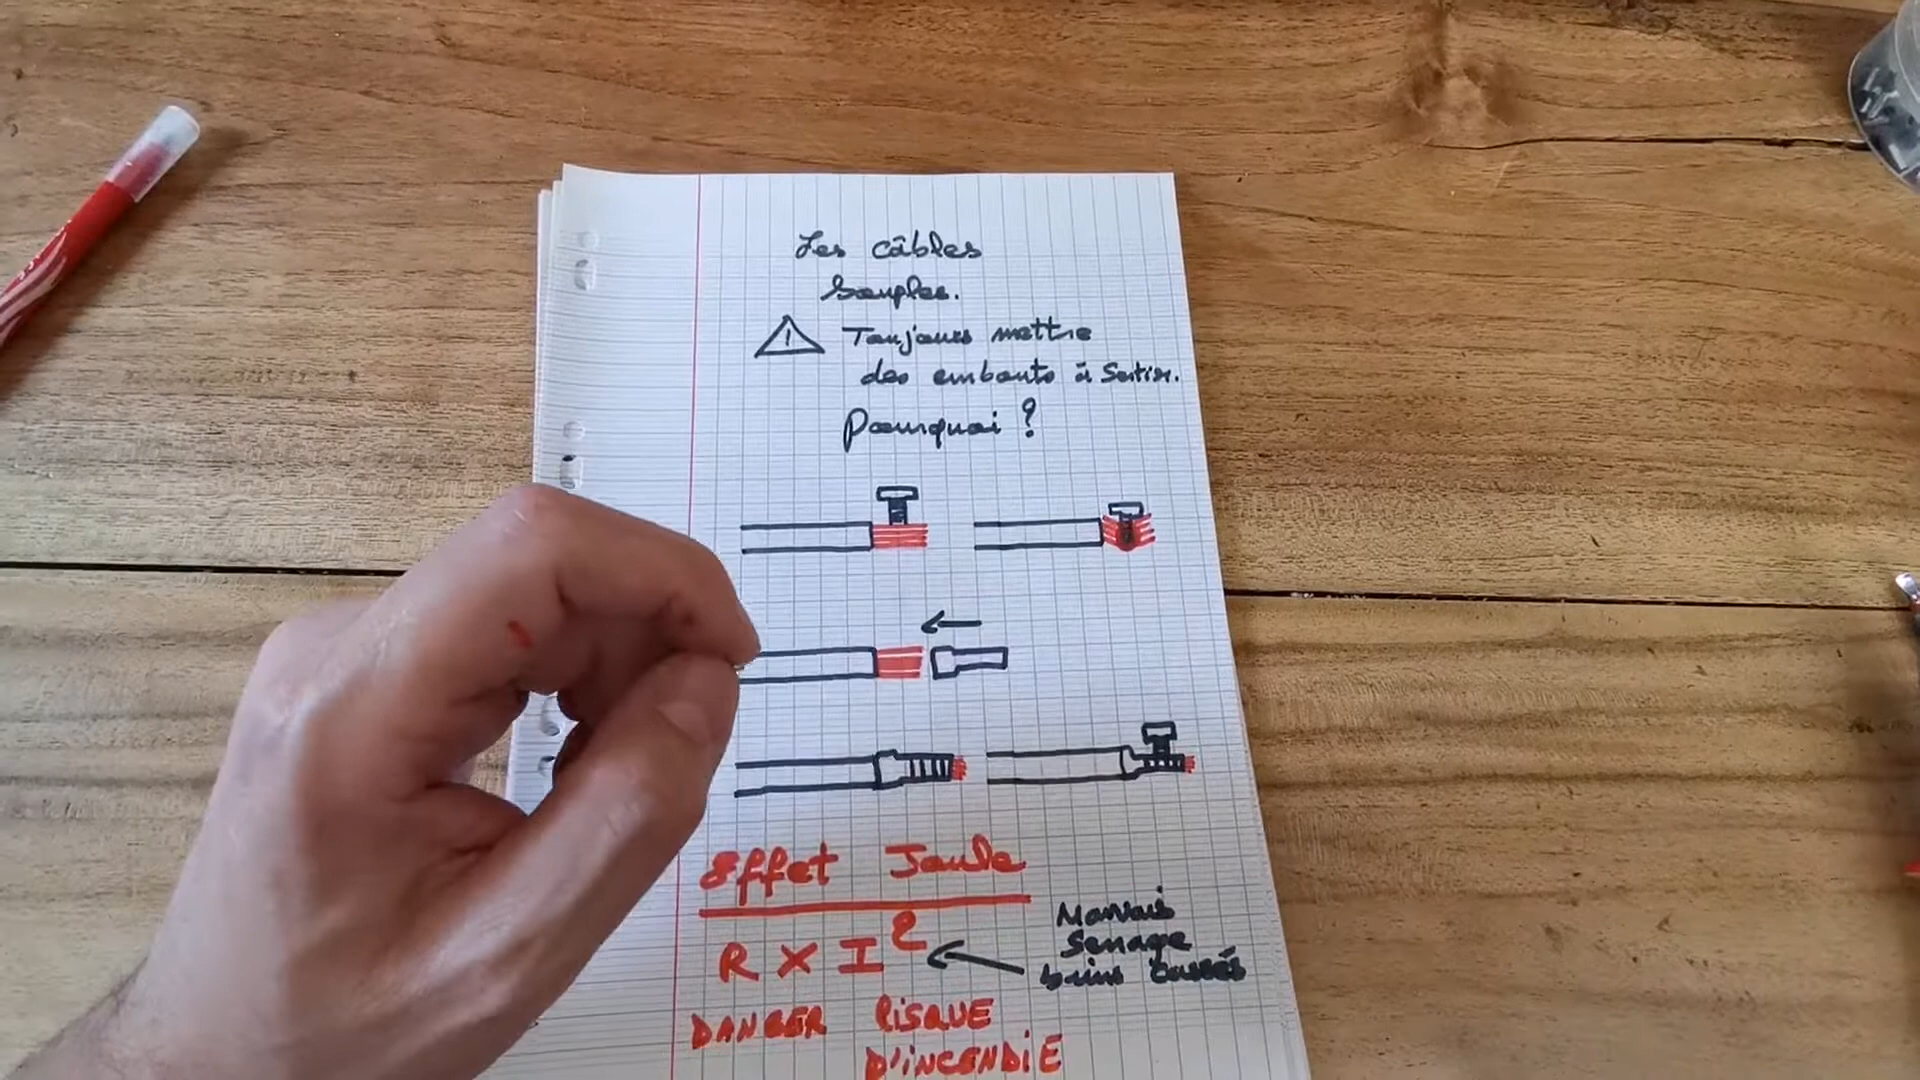 Les câbles
Souples.
Toujours mettre
des embouts à Sertir.
Pourquoi ?
Effet Joule
R X I²
Mauvais
Serrage
brins cassés
DANGER RISQUE
D'INCENDIE